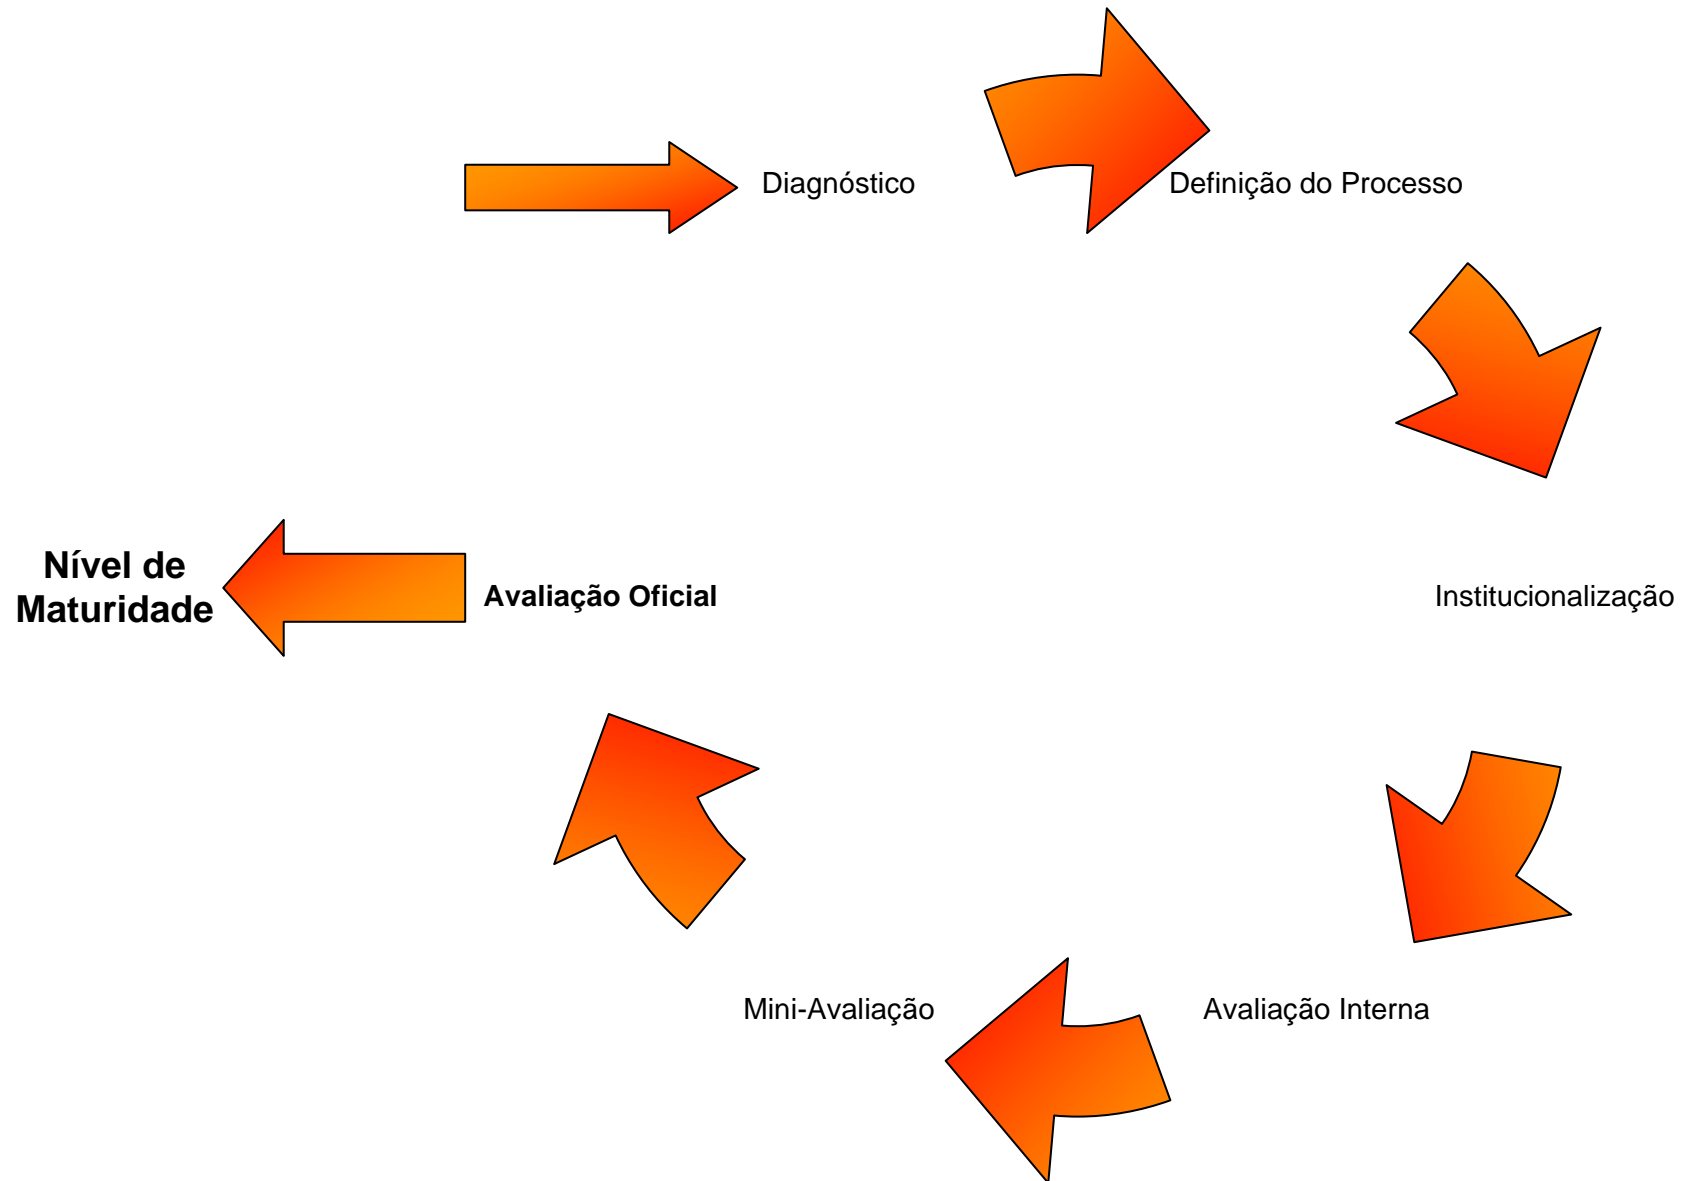 Diagnóstico
Definição do Processo
Nível de
Maturidade
Avaliação Oficial
Institucionalização
Mini-Avaliação
Avaliação Interna